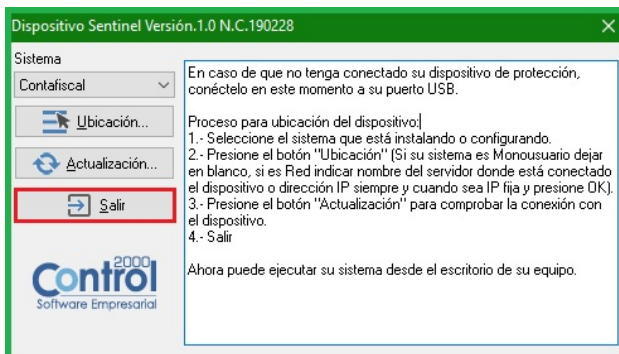 Dispositivo Sentinel Versión.1.0 N.C.190228
Sistema
Contafiscal
Ubicación...
Actualización...
Salir
Control
2000
Software Empresarial
En caso de que no tenga conectado su dispositivo de protección,
conéctelo en este momento a su puerto USB.
Proceso para ubicación del dispositivo:
1.- Seleccione el sistema que está instalando o configurando.
2.- Presione el botón "Ubicación" (Si su sistema es Monousuario dejar
en blanco, si es Red indicar nombre del servidor donde está conectado
el dispositivo o dirección IP siempre y cuando sea IP fija y presione OK).
3.- Presione el botón "Actualización" para comprobar la conexión con
el dispositivo.
4.- Salir
Ahora puede ejecutar su sistema desde el escritorio de su equipo.